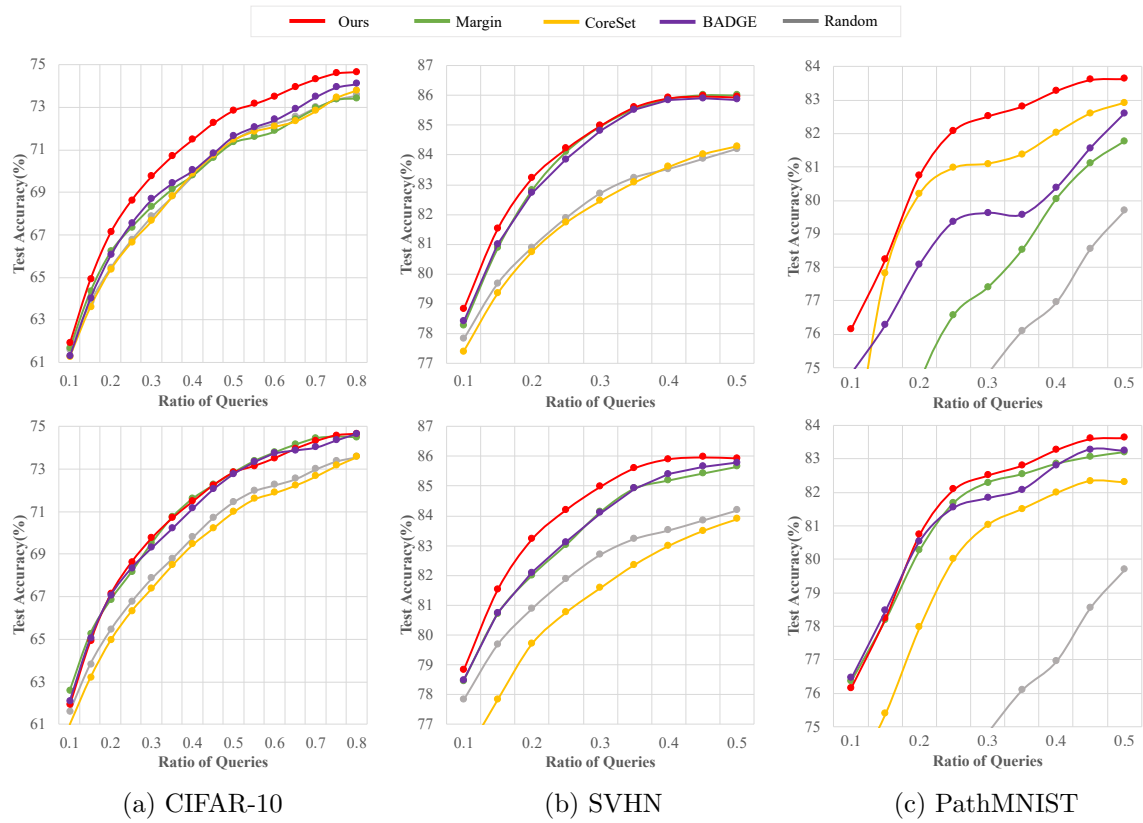 Ours Margin CoreSet BADGE Random
Test Accuracy(%)
75
73
71
69
67
65
63
61
0.1 0.2 0.3 0.4 0.5 0.6 0.7 0.8
Ratio of Queries
Test Accuracy(%)
87
86
85
84
83
82
81
80
79
78
77
0.1 0.2 0.3 0.4 0.5
Ratio of Queries
Test Accuracy(%)
84
83
82
81
80
79
78
77
76
75
0.1 0.2 0.3 0.4 0.5
Ratio of Queries
Test Accuracy(%)
75
73
71
69
67
65
63
61
0.1 0.2 0.3 0.4 0.5 0.6 0.7 0.8
Ratio of Queries
Test Accuracy(%)
87
86
85
84
83
82
81
80
79
78
77
0.1 0.2 0.3 0.4 0.5
Ratio of Queries
Test Accuracy(%)
84
83
82
81
80
79
78
77
76
75
0.1 0.2 0.3 0.4 0.5
Ratio of Queries
(a) CIFAR-10 (b) SVHN (c) PathMNIST